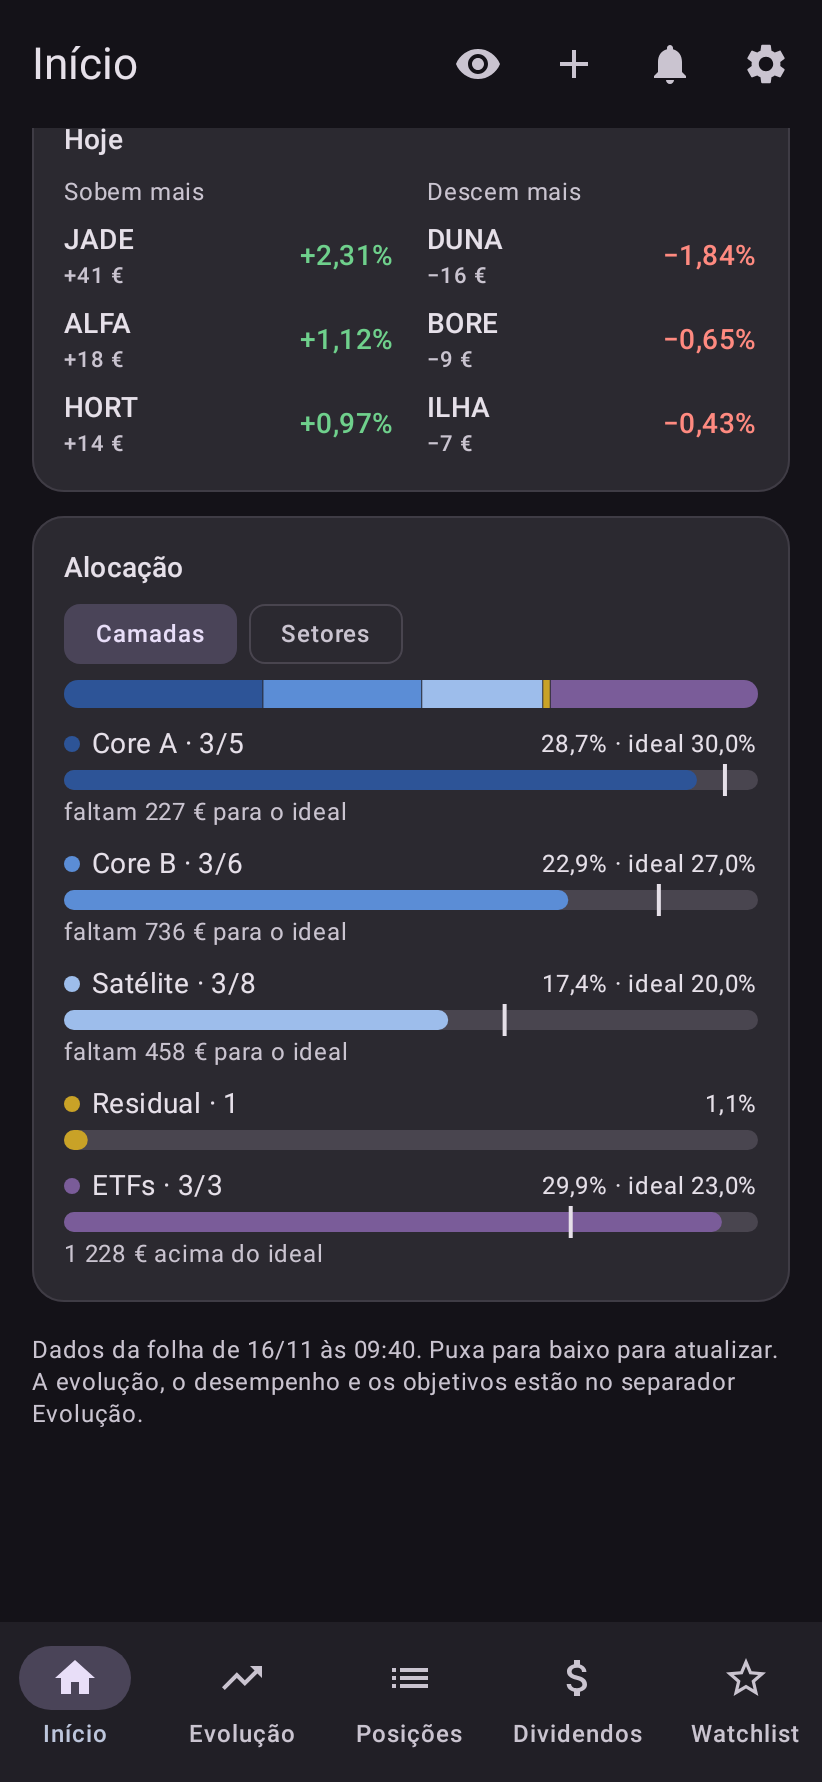 Início
Hoje
Sobem mais
Descem mais
JADE
+41 €
+2,31%
DUNA
−16 €
−1,84%
ALFA
+18 €
+1,12%
BORE
−9 €
−0,65%
HORT
+14 €
+0,97%
ILHA
−7 €
−0,43%
Alocação
Camadas
Setores
Core A · 3/5
28,7% · ideal 30,0%
faltam 227 € para o ideal
Core B · 3/6
22,9% · ideal 27,0%
faltam 736 € para o ideal
Satélite · 3/8
17,4% · ideal 20,0%
faltam 458 € para o ideal
Residual · 1
1,1%
ETFs · 3/3
29,9% · ideal 23,0%
1 228 € acima do ideal
Dados da folha de 16/11 às 09:40. Puxa para baixo para atualizar.
A evolução, o desempenho e os objetivos estão no separador
Evolução.
Início
Evolução
Posições
Dividendos
Watchlist